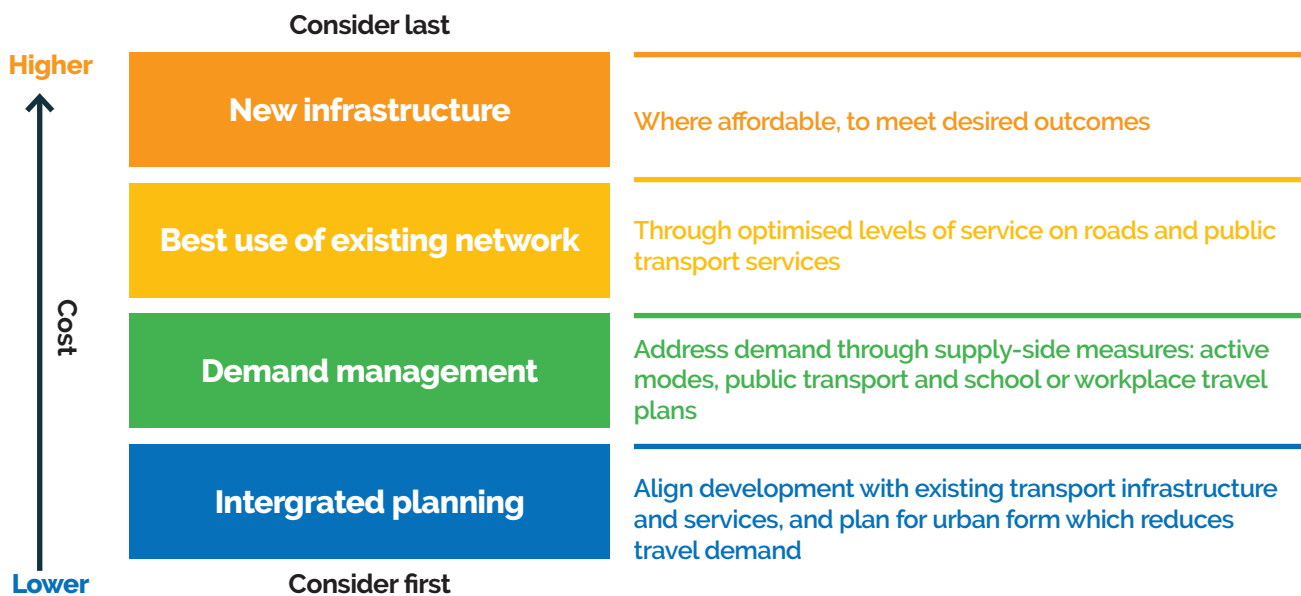 Consider last
Higher
New infrastructure
Where affordable, to meet desired outcomes
Best use of existing network
Through optimised levels of service on roads and public
transport services
Cost
Demand management
Address demand through supply-side measures: active
modes, public transport and school or workplace travel
plans
Intergrated planning
Align development with existing transport infrastructure
and services, and plan for urban form which reduces
travel demand
Lower
Consider first